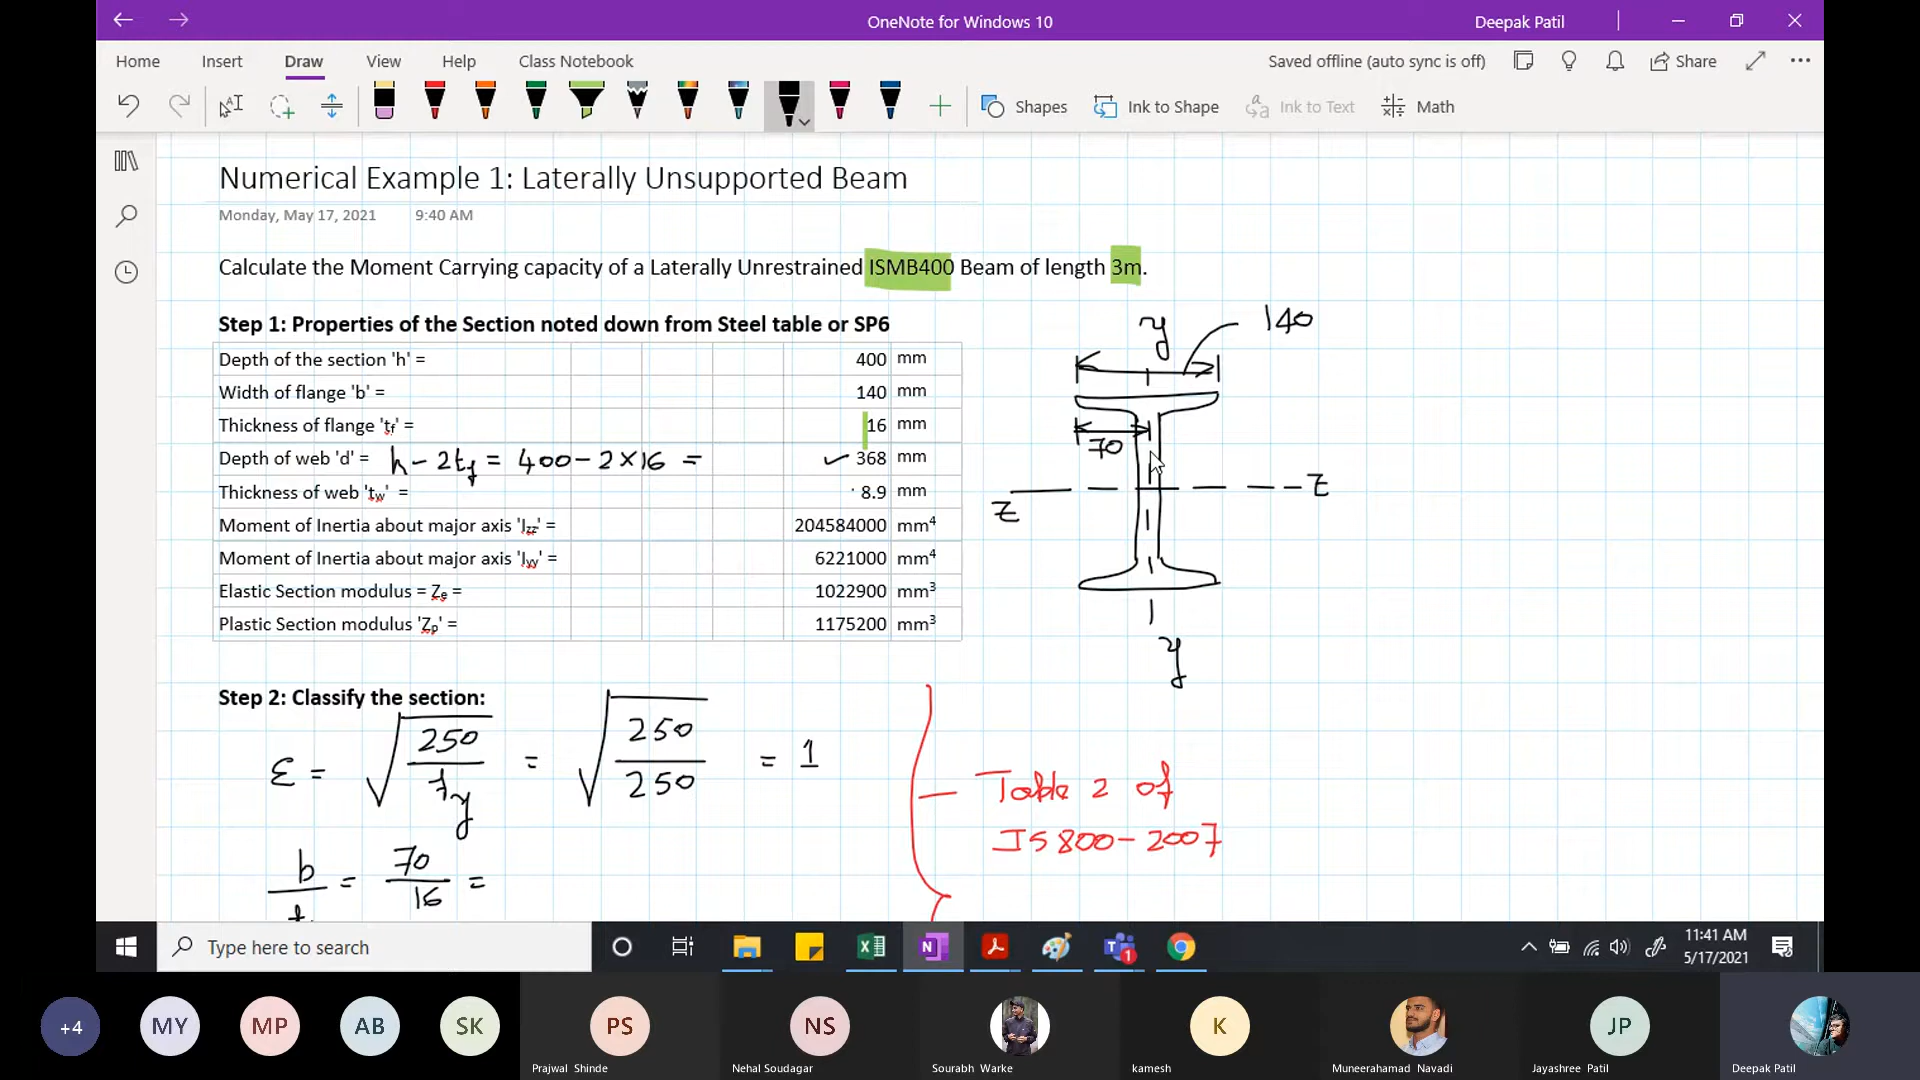 OneNote for Windows 10
Deepak Patil
Home Insert Draw View Help Class Notebook
Saved offline (auto sync is off) Share
Shapes Ink to Shape Ink to Text Math
Numerical Example 1: Laterally Unsupported Beam
Monday, May 17, 2021 9:40 AM
Calculate the Moment Carrying capacity of a Laterally Unrestrained ISMB400 Beam of length 3m.
Step 1: Properties of the Section noted down from Steel table or SP6
Depth of the section 'h' = 400 mm
Width of flange 'b' = 140 mm
Thickness of flange 'tf' = 16 mm
Depth of web 'd' = h - 2tf = 400 - 2 × 16 = ✓ 368 mm
Thickness of web 'tw' = 8.9 mm
Moment of Inertia about major axis 'Izz' = 204584000 mm⁴
Moment of Inertia about major axis 'Iyy' = 6221000 mm⁴
Elastic Section modulus = Ze = 1022900 mm³
Plastic Section modulus 'Zp' = 1175200 mm³
y 140
70
z z
y
Step 2: Classify the section:
ε = √250/fy = √250/250 = 1
Table 2 of
IS800-2007
b/t = 70/16 =
Type here to search
11:41 AM
5/17/2021
1
+4 MY MP AB SK PS NS K JP
Prajwal Shinde Nehal Soudagar Sourabh Warke kamesh Muneerahamad Navadi Jayashree Patil Deepak Patil